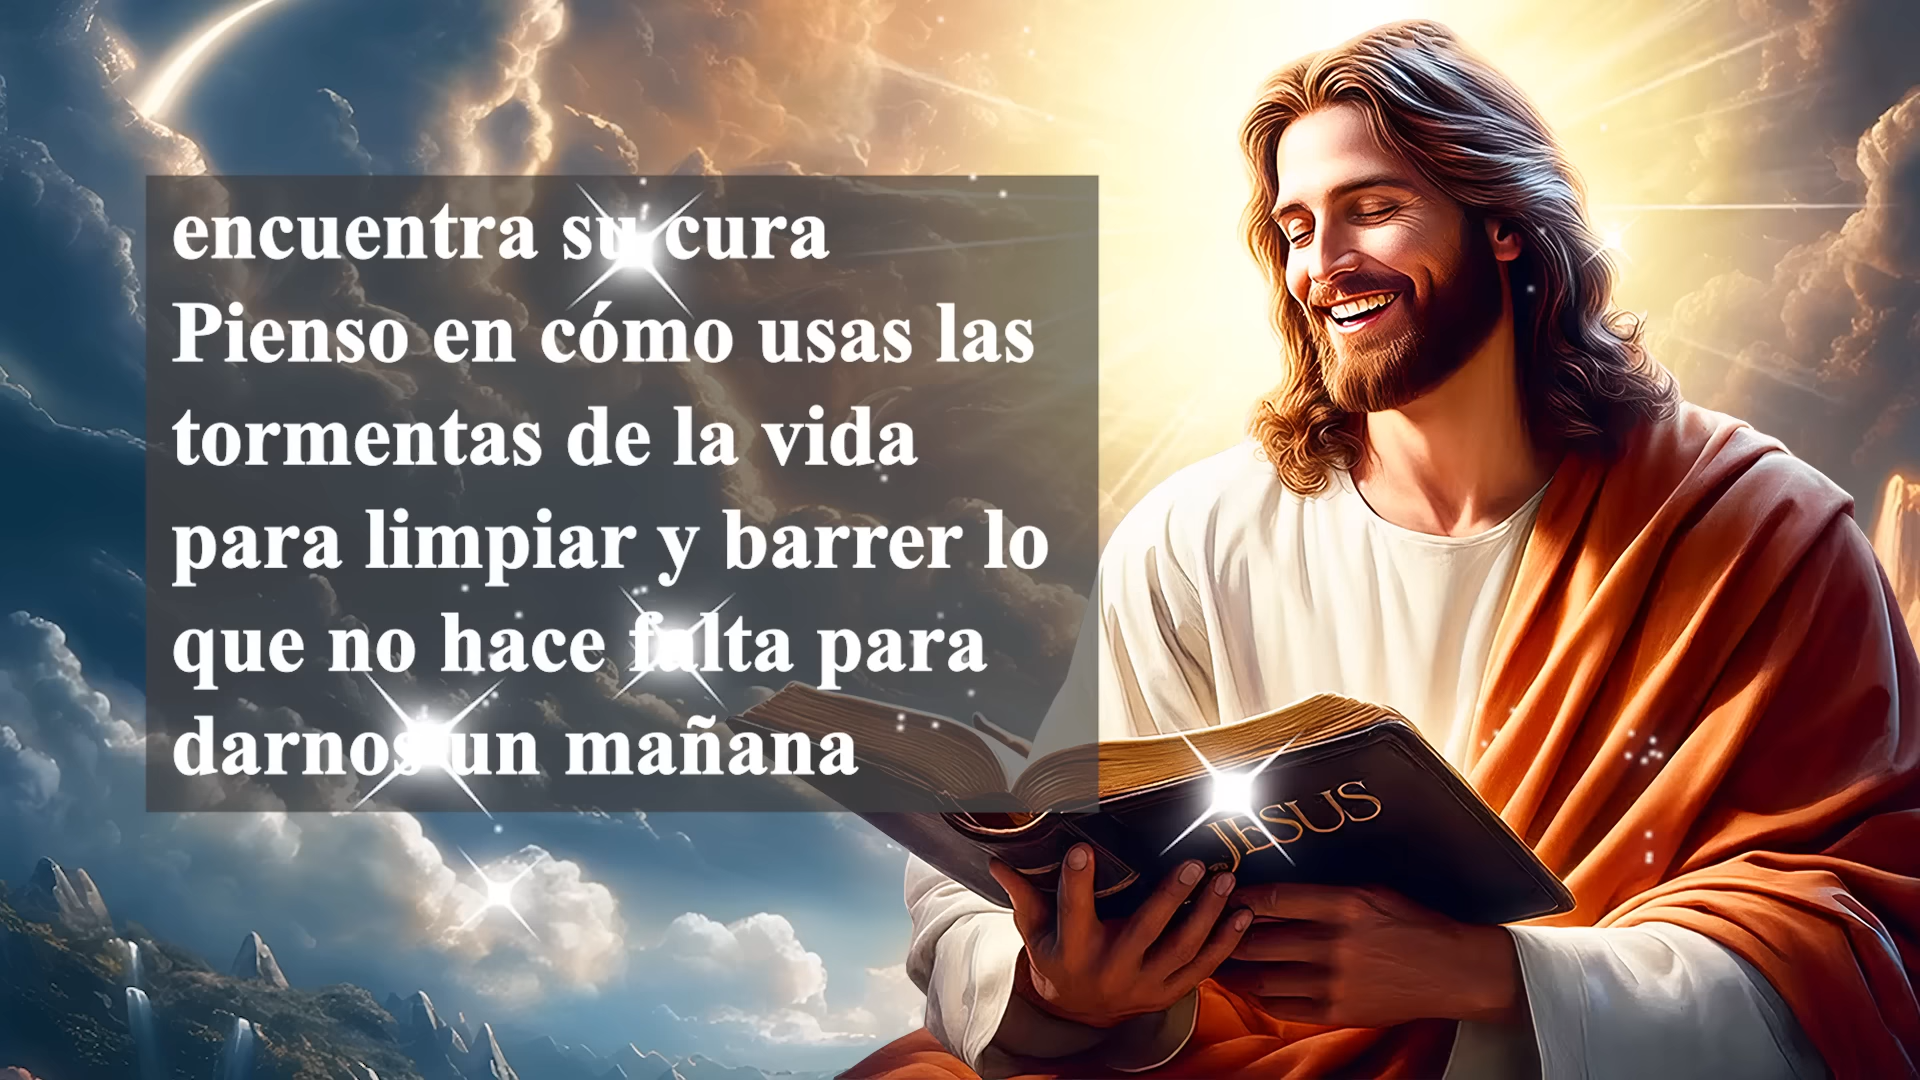 encuentra su cura
Pienso en cómo usas las
tormentas de la vida
para limpiar y barrer lo
que no hace falta para
darnos un mañana
JESUS